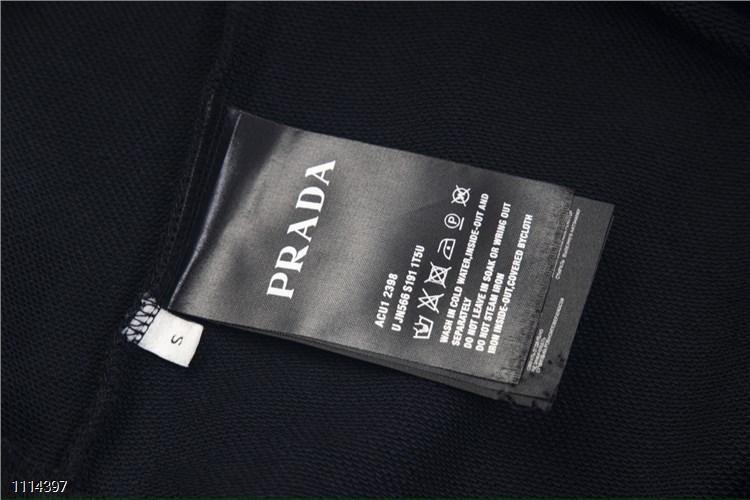 PRADA
ACU1 2398
U JN566 S191 1T5U
WASH IN COLD WATER,INSIDE-OUT AND
SEPARATELY
DO NOT LEAVE IN SOAK OR WRING OUT
DO NOT STEAM IRON
IRON INSIDE-OUT,COVERED BYCLOTH
S
1114397